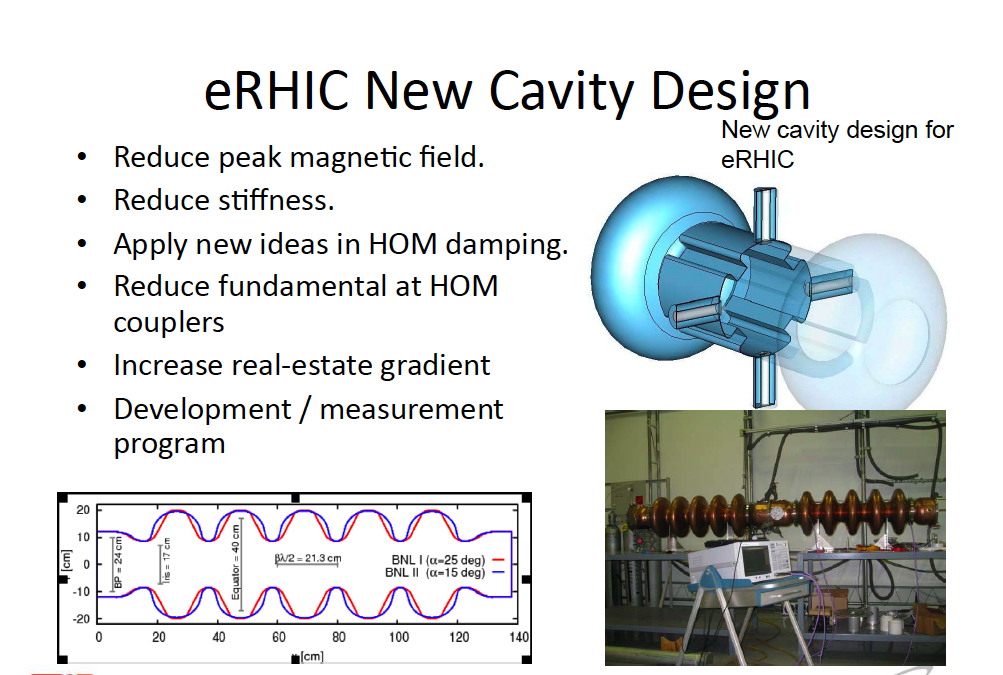 eRHIC New Cavity Design
New cavity design for
eRHIC
• Reduce peak magnetic field.
• Reduce stiffness.
• Apply new ideas in HOM damping.
• Reduce fundamental at HOM
couplers
• Increase real-estate gradient
• Development / measurement
program
20
10
0
-10
-20
[cm]
BP = 24 cm
iris = 17 cm
Equator = 40 cm
βλ/2 = 21.3 cm
BNL I (α=25 deg)
BNL II (α=15 deg)
0 20 40 60 80 100 120 140
[cm]